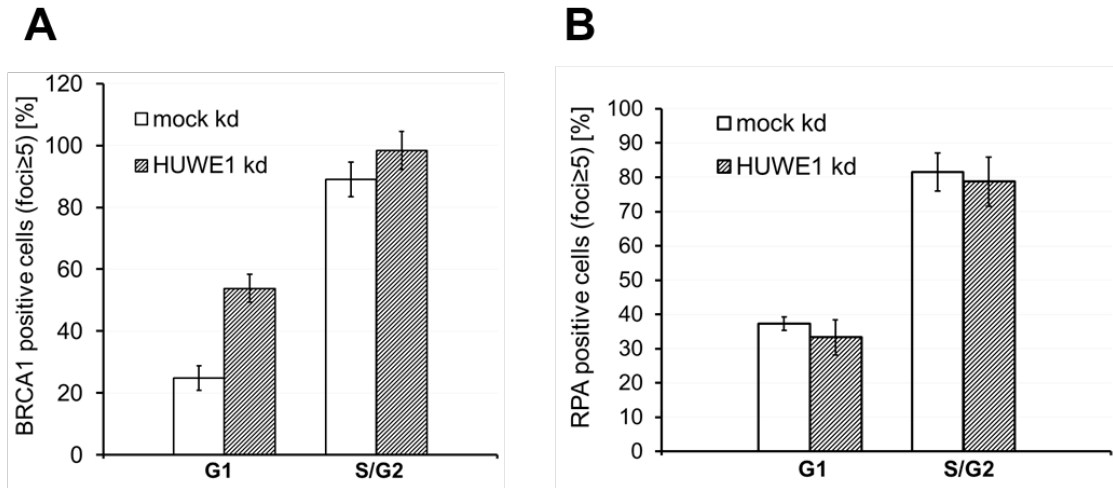 A
BRCA1 positive cells (foci≥5) [%]
120
100
80
60
40
20
0
mock kd
HUWE1 kd
G1
S/G2
B
RPA positive cells (foci≥5) [%]
100
90
80
70
60
50
40
30
20
10
0
mock kd
HUWE1 kd
G1
S/G2